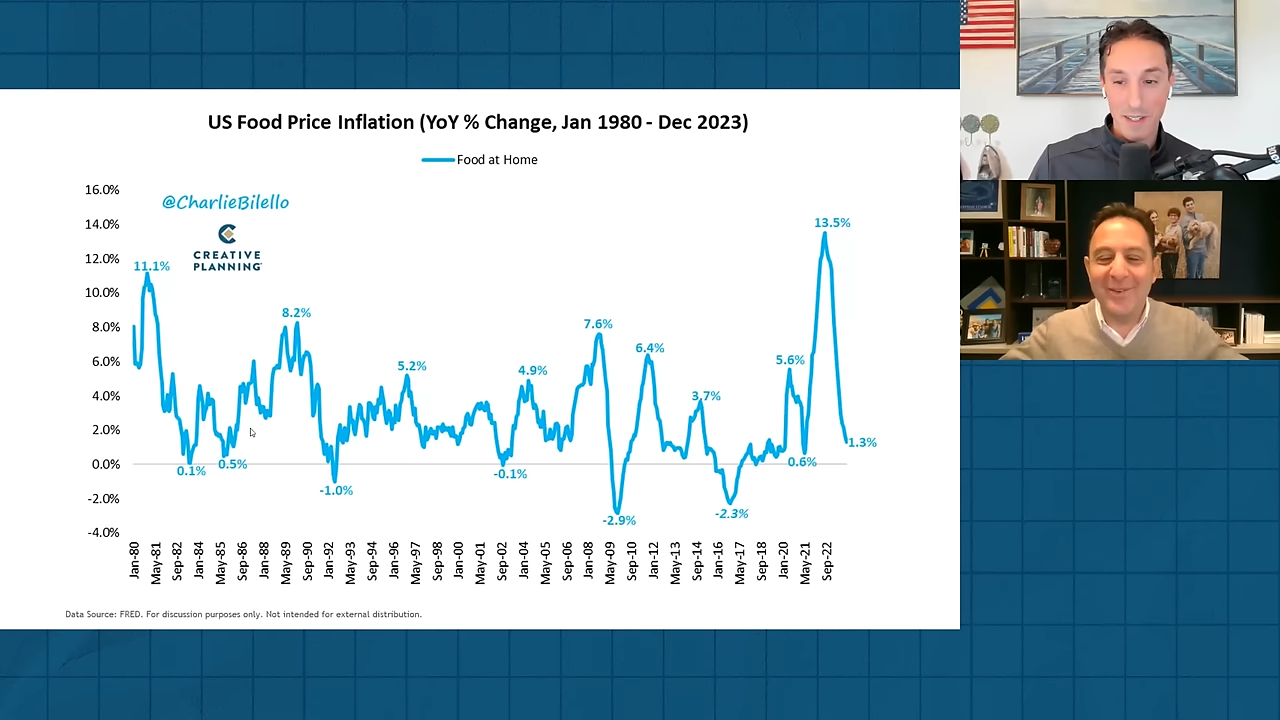 US Food Price Inflation (YoY % Change, Jan 1980 - Dec 2023)
Food at Home
@CharlieBilello
CREATIVE
PLANNING
16.0%
14.0%
12.0%
10.0%
8.0%
6.0%
4.0%
2.0%
0.0%
-2.0%
-4.0%
11.1%
0.1%
0.5%
8.2%
-1.0%
5.2%
-0.1%
4.9%
7.6%
-2.9%
6.4%
3.7%
-2.3%
5.6%
0.6%
13.5%
1.3%
Jan-80
May-81
Sep-82
Jan-84
May-85
Sep-86
Jan-88
May-89
Sep-90
Jan-92
May-93
Sep-94
Jan-96
May-97
Sep-98
Jan-00
May-01
Sep-02
Jan-04
May-05
Sep-06
Jan-08
May-09
Sep-10
Jan-12
May-13
Sep-14
Jan-16
May-17
Sep-18
Jan-20
May-21
Sep-22
Data Source: FRED. For discussion purposes only. Not intended for external distribution.